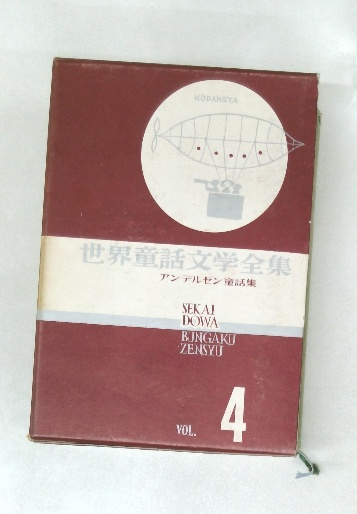 KODANSYA
世界童話文学全集
アンデルセン童話集
SEKAI
DOWA
BUNGAKU
ZENSYU
VOL. 4